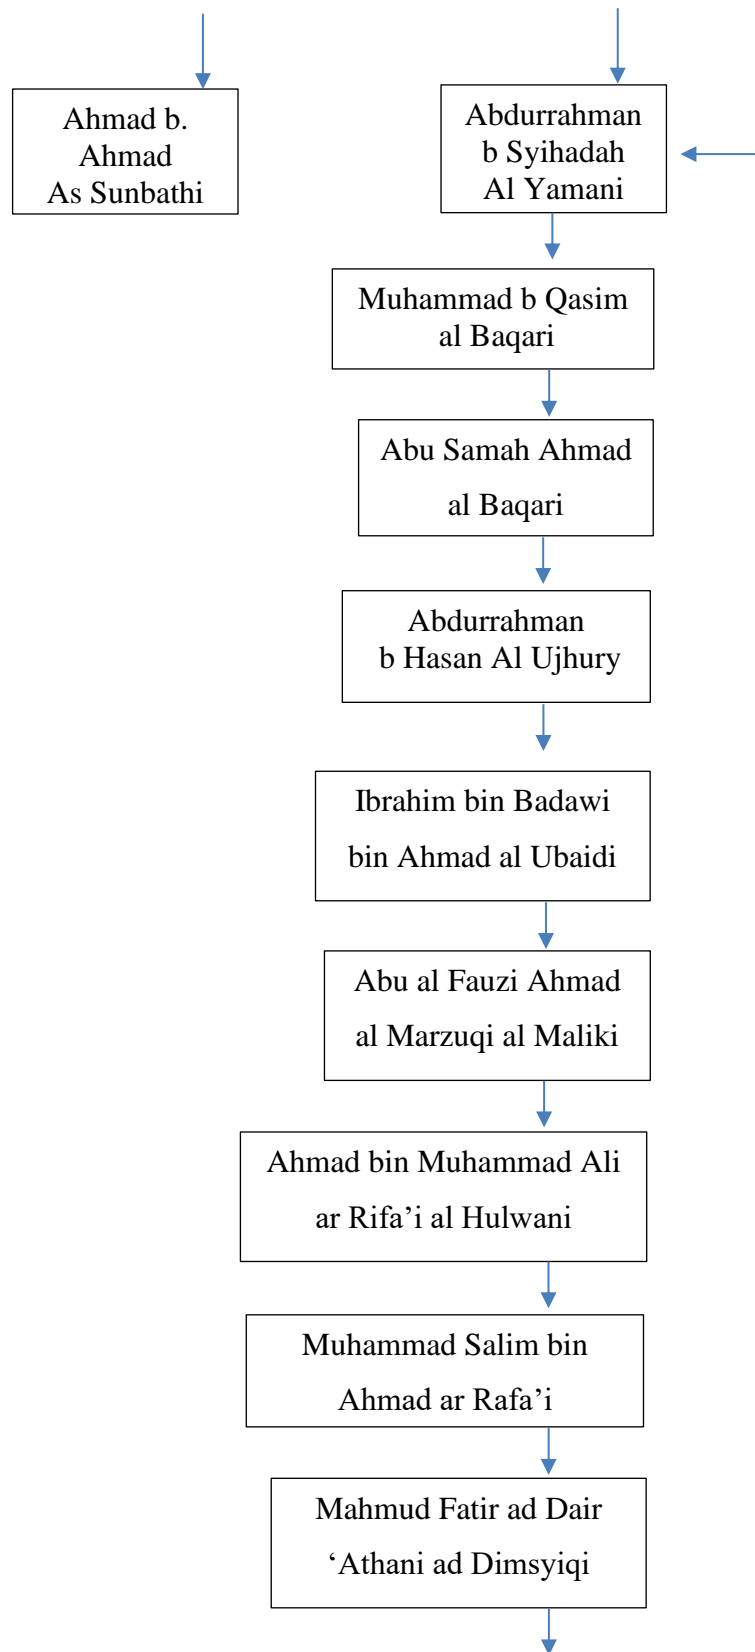 Ahmad b.
Ahmad
As Sunbathi
Abdurrahman
b Syihadah
Al Yamani
Muhammad b Qasim
al Baqari
Abu Samah Ahmad
al Baqari
Abdurrahman
b Hasan Al Ujhury
Ibrahim bin Badawi
bin Ahmad al Ubaidi
Abu al Fauzi Ahmad
al Marzuqi al Maliki
Ahmad bin Muhammad Ali
ar Rifa’i al Hulwani
Muhammad Salim bin
Ahmad ar Rafa’i
Mahmud Fatir ad Dair
‘Athani ad Dimsyiqi